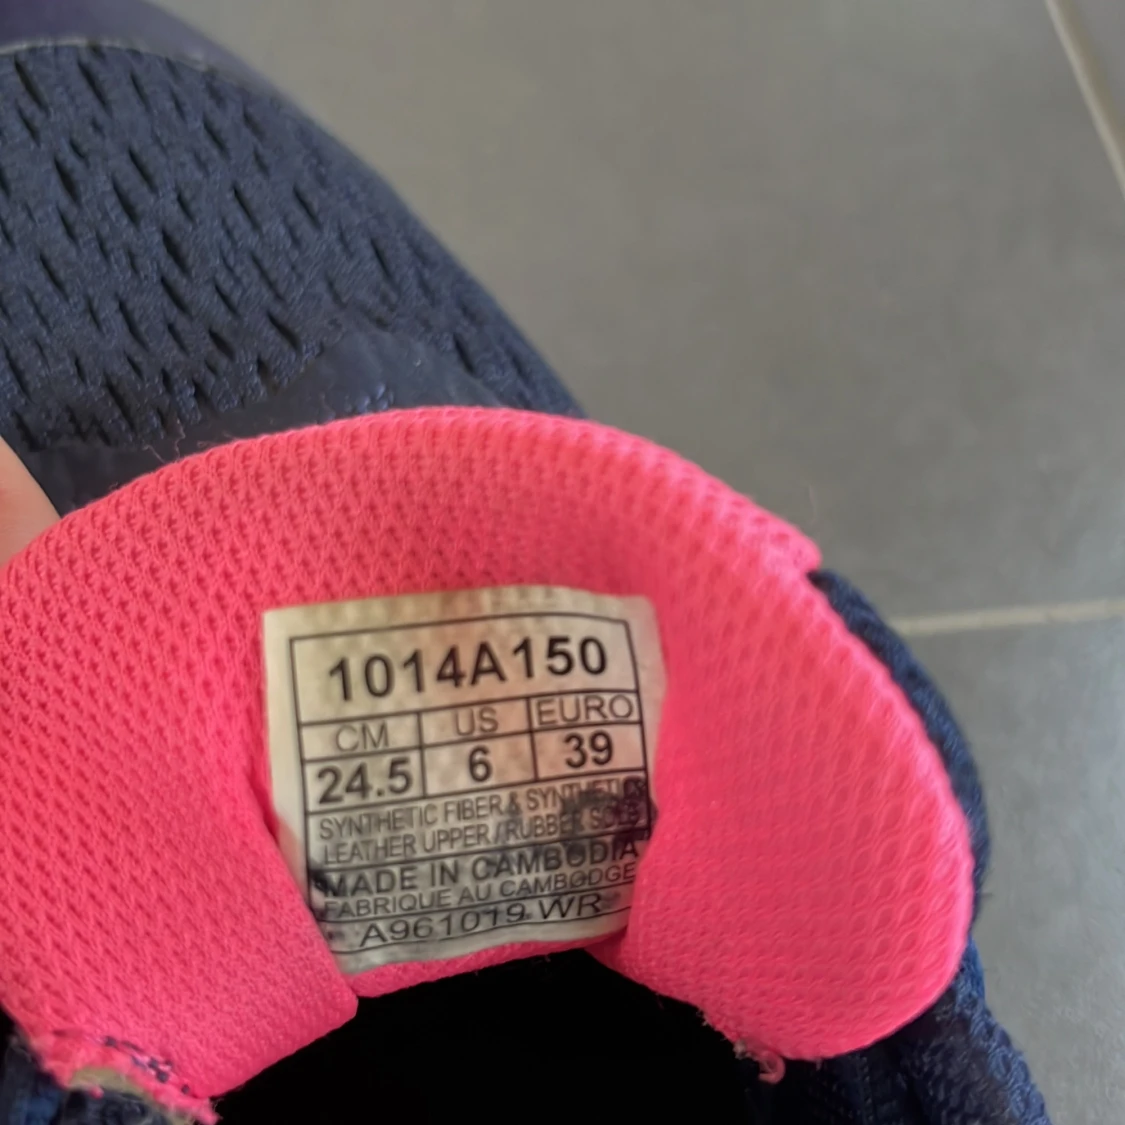 1014A150
CM US EURO
24.5 6 39
SYNTHETIC FIBER & SYNTHETIC
LEATHER UPPER/RUBBER SOLE
MADE IN CAMBODIA
FABRIQUE AU CAMBODGE
A961019 WR